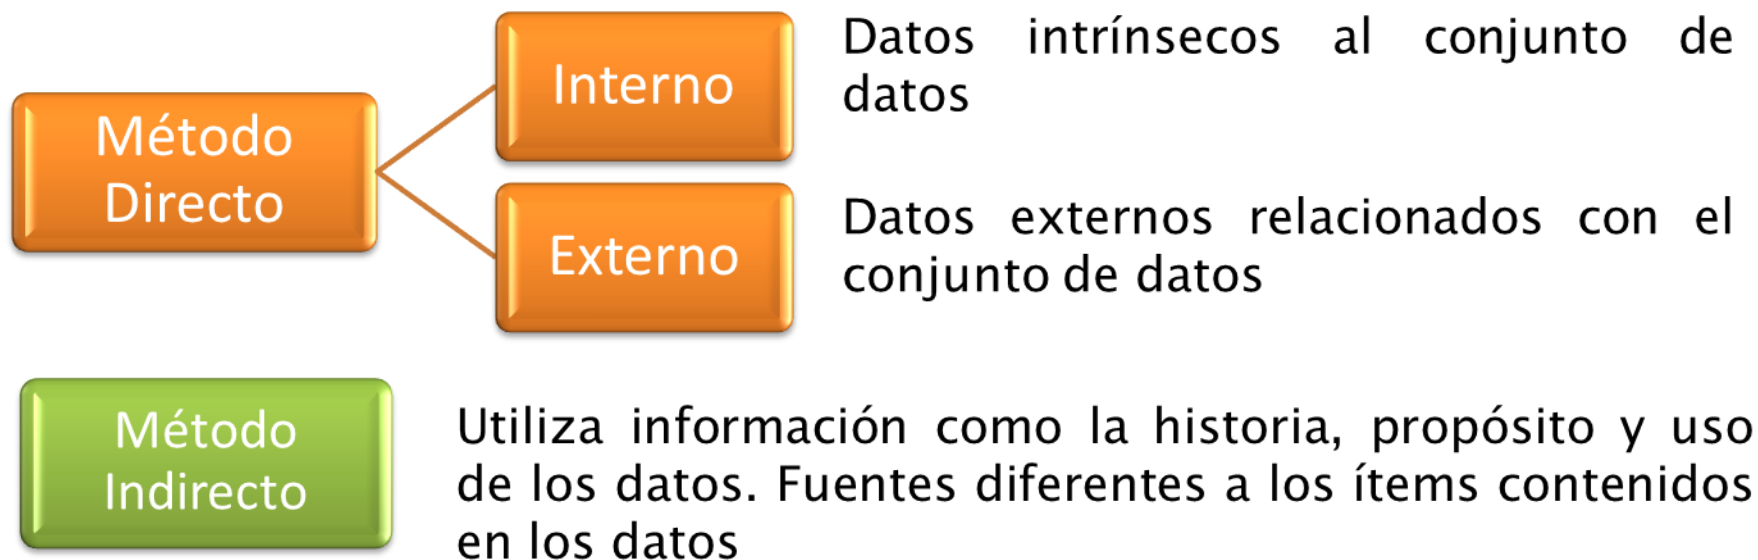 Método
Directo
Interno
Datos intrínsecos al conjunto de
datos
Externo
Datos externos relacionados con el
conjunto de datos
Método
Indirecto
Utiliza información como la historia, propósito y uso
de los datos. Fuentes diferentes a los ítems contenidos
en los datos